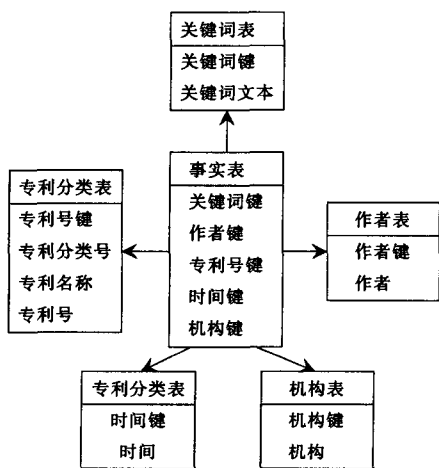 关键词表
关键词键
关键词文本
事实表
关键词键
作者键
专利号键
时间键
机构键
专利分类表
专利号键
专利分类号
专利名称
专利号
作者表
作者键
作者
专利分类表
时间键
时间
机构表
机构键
机构